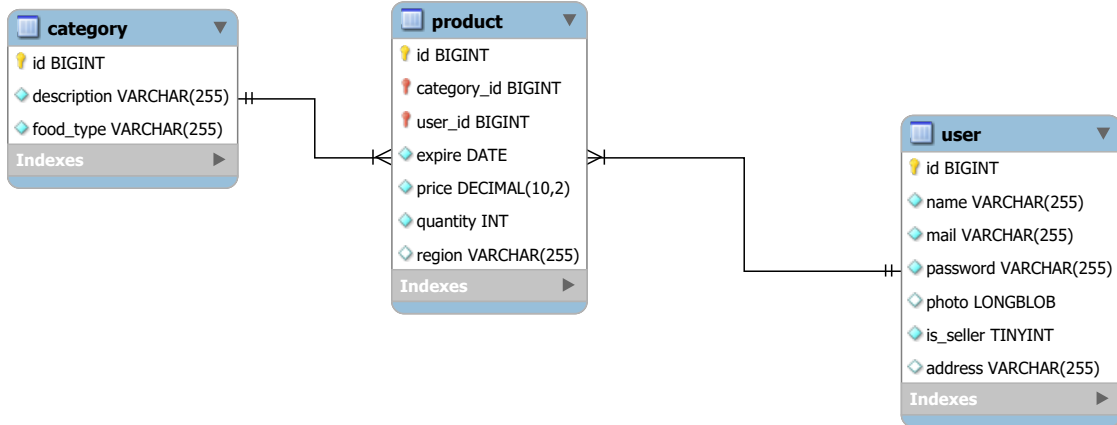 category
id BIGINT
description VARCHAR(255)
food_type VARCHAR(255)
Indexes
product
id BIGINT
category_id BIGINT
user_id BIGINT
expire DATE
price DECIMAL(10,2)
quantity INT
region VARCHAR(255)
Indexes
user
id BIGINT
name VARCHAR(255)
mail VARCHAR(255)
password VARCHAR(255)
photo LONGBLOB
is_seller TINYINT
address VARCHAR(255)
Indexes